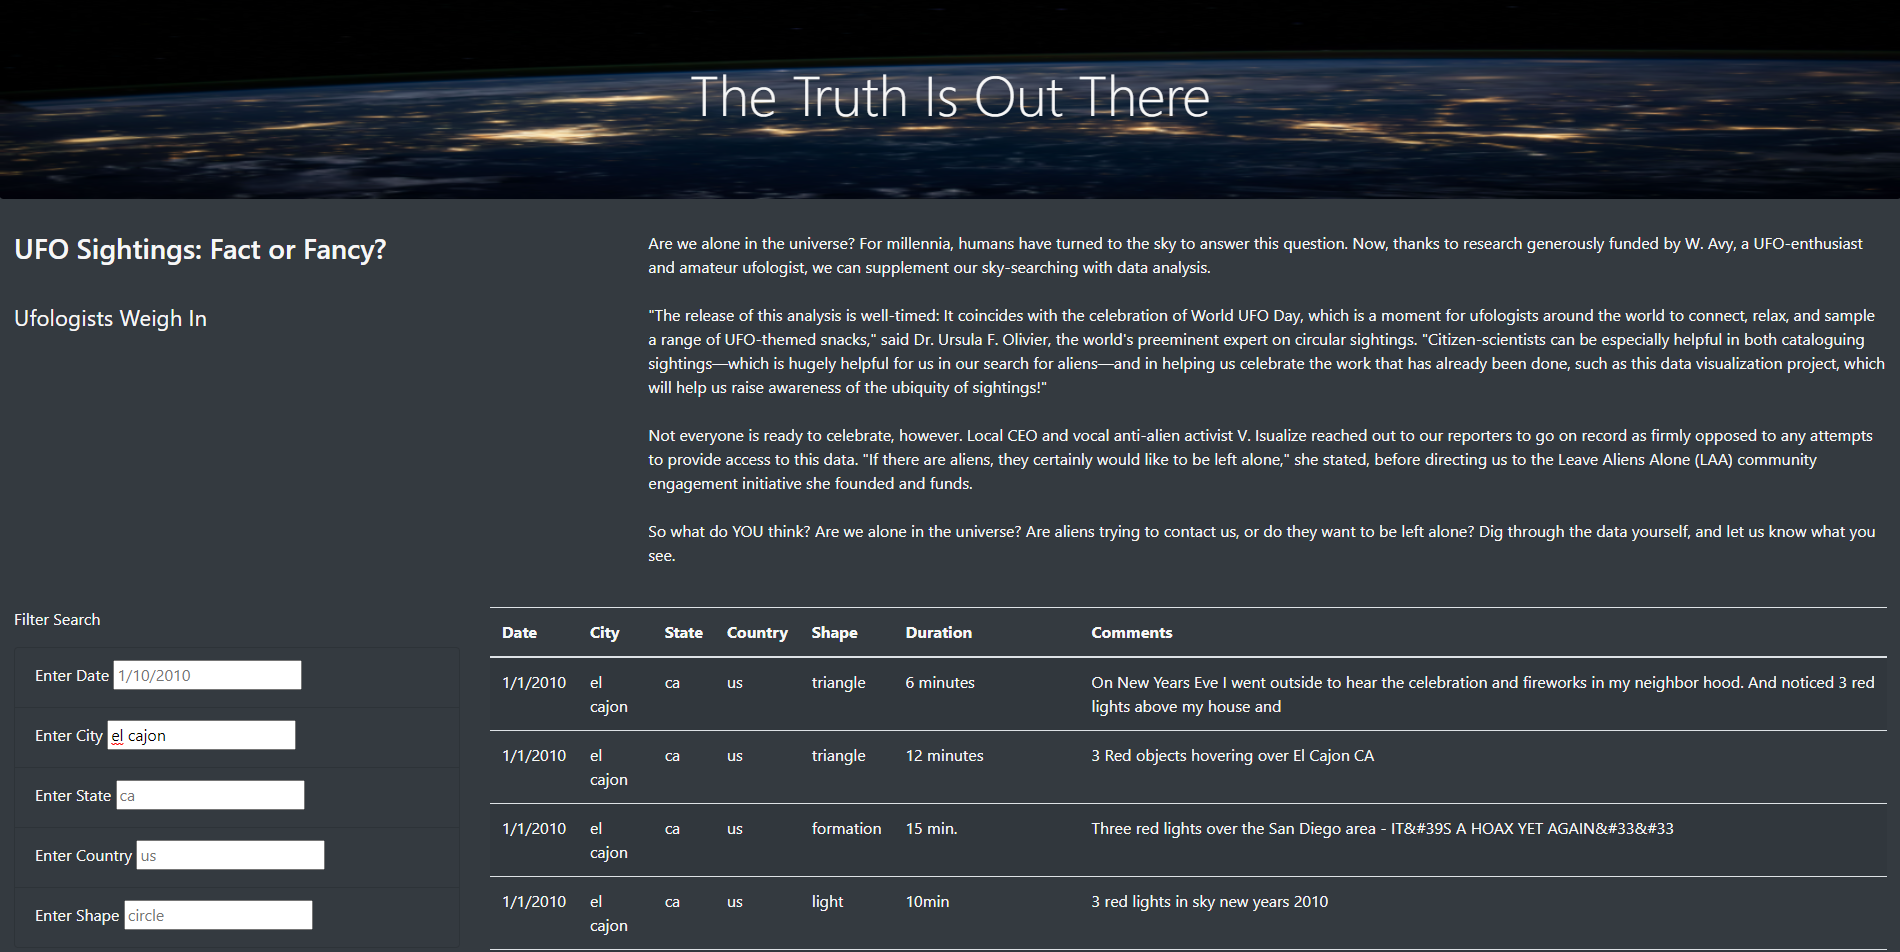 The Truth Is Out There
UFO Sightings: Fact or Fancy?
Ufologists Weigh In
Are we alone in the universe? For millennia, humans have turned to the sky to answer this question. Now, thanks to research generously funded by W. Avy, a UFO-enthusiast
and amateur ufologist, we can supplement our sky-searching with data analysis.
"The release of this analysis is well-timed: It coincides with the celebration of World UFO Day, which is a moment for ufologists around the world to connect, relax, and sample
a range of UFO-themed snacks," said Dr. Ursula F. Olivier, the world's preeminent expert on circular sightings. "Citizen-scientists can be especially helpful in both cataloguing
sightings—which is hugely helpful for us in our search for aliens—and in helping us celebrate the work that has already been done, such as this data visualization project, which
will help us raise awareness of the ubiquity of sightings!"
Not everyone is ready to celebrate, however. Local CEO and vocal anti-alien activist V. Isualize reached out to our reporters to go on record as firmly opposed to any attempts
to provide access to this data. "If there are aliens, they certainly would like to be left alone," she stated, before directing us to the Leave Aliens Alone (LAA) community
engagement initiative she founded and funds.
So what do YOU think? Are we alone in the universe? Are aliens trying to contact us, or do they want to be left alone? Dig through the data yourself, and let us know what you
see.
Filter Search
Enter Date 1/10/2010
Enter City el cajon
Enter State ca
Enter Country us
Enter Shape circle
Date City State Country Shape Duration Comments
1/1/2010 el ca us triangle 6 minutes On New Years Eve I went outside to hear the celebration and fireworks in my neighbor hood. And noticed 3 red
cajon lights above my house and
1/1/2010 el ca us triangle 12 minutes 3 Red objects hovering over El Cajon CA
cajon
1/1/2010 el ca us formation 15 min. Three red lights over the San Diego area - IT&#39S A HOAX YET AGAIN&#33&#33
cajon
1/1/2010 el ca us light 10min 3 red lights in sky new years 2010
cajon